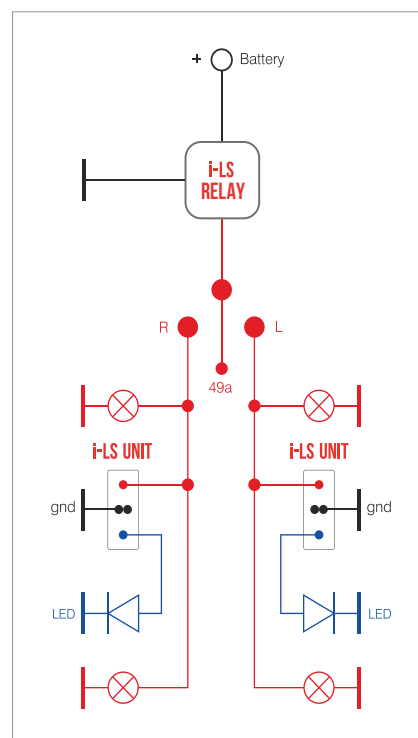 + Battery
i-LS
RELAY
R
L
49a
i-LS UNIT
i-LS UNIT
gnd
gnd
LED
LED